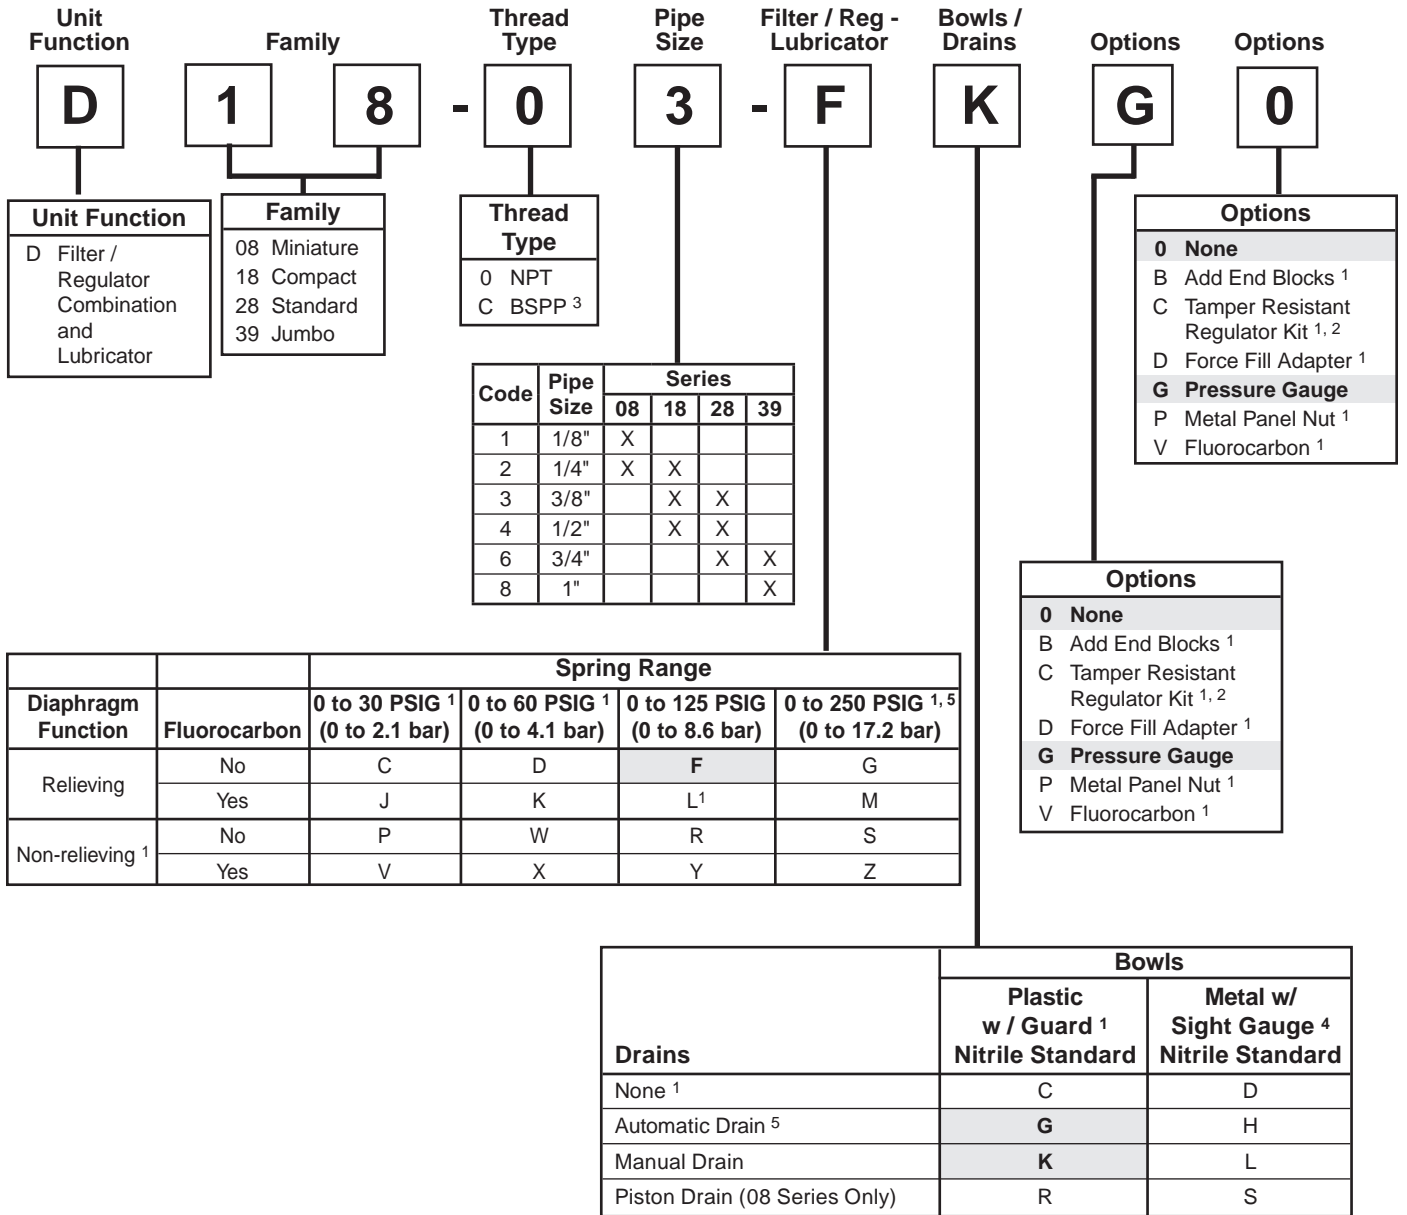 Unit Function
Family
Thread Type
Pipe Size
Filter / Reg - Lubricator
Bowls / Drains
Options
Options
D 1 8 - 0 3 - F K G 0
Unit Function
D Filter /
Regulator
Combination
and
Lubricator
Family
08 Miniature
18 Compact
28 Standard
39 Jumbo
Thread
Type
0 NPT
C BSPP 3
Options
0 None
B Add End Blocks 1
C Tamper Resistant
Regulator Kit 1, 2
D Force Fill Adapter 1
G Pressure Gauge
P Metal Panel Nut 1
V Fluorocarbon 1
Code Pipe Size Series
08 18 28 39
1 1/8" X
2 1/4" X X
3 3/8" X X
4 1/2" X X
6 3/4" X X
8 1" X
Options
0 None
B Add End Blocks 1
C Tamper Resistant
Regulator Kit 1, 2
D Force Fill Adapter 1
G Pressure Gauge
P Metal Panel Nut 1
V Fluorocarbon 1
Spring Range
Diaphragm Function Fluorocarbon 0 to 30 PSIG 1 (0 to 2.1 bar) 0 to 60 PSIG 1 (0 to 4.1 bar) 0 to 125 PSIG (0 to 8.6 bar) 0 to 250 PSIG 1, 5 (0 to 17.2 bar)
Relieving
No C D F G
Yes J K L1 M
Non-relieving 1
No P W R S
Yes V X Y Z
Bowls
Drains Plastic w / Guard 1 Nitrile Standard Metal w/ Sight Gauge 4 Nitrile Standard
None 1 C D
Automatic Drain 5 G H
Manual Drain K L
Piston Drain (08 Series Only) R S